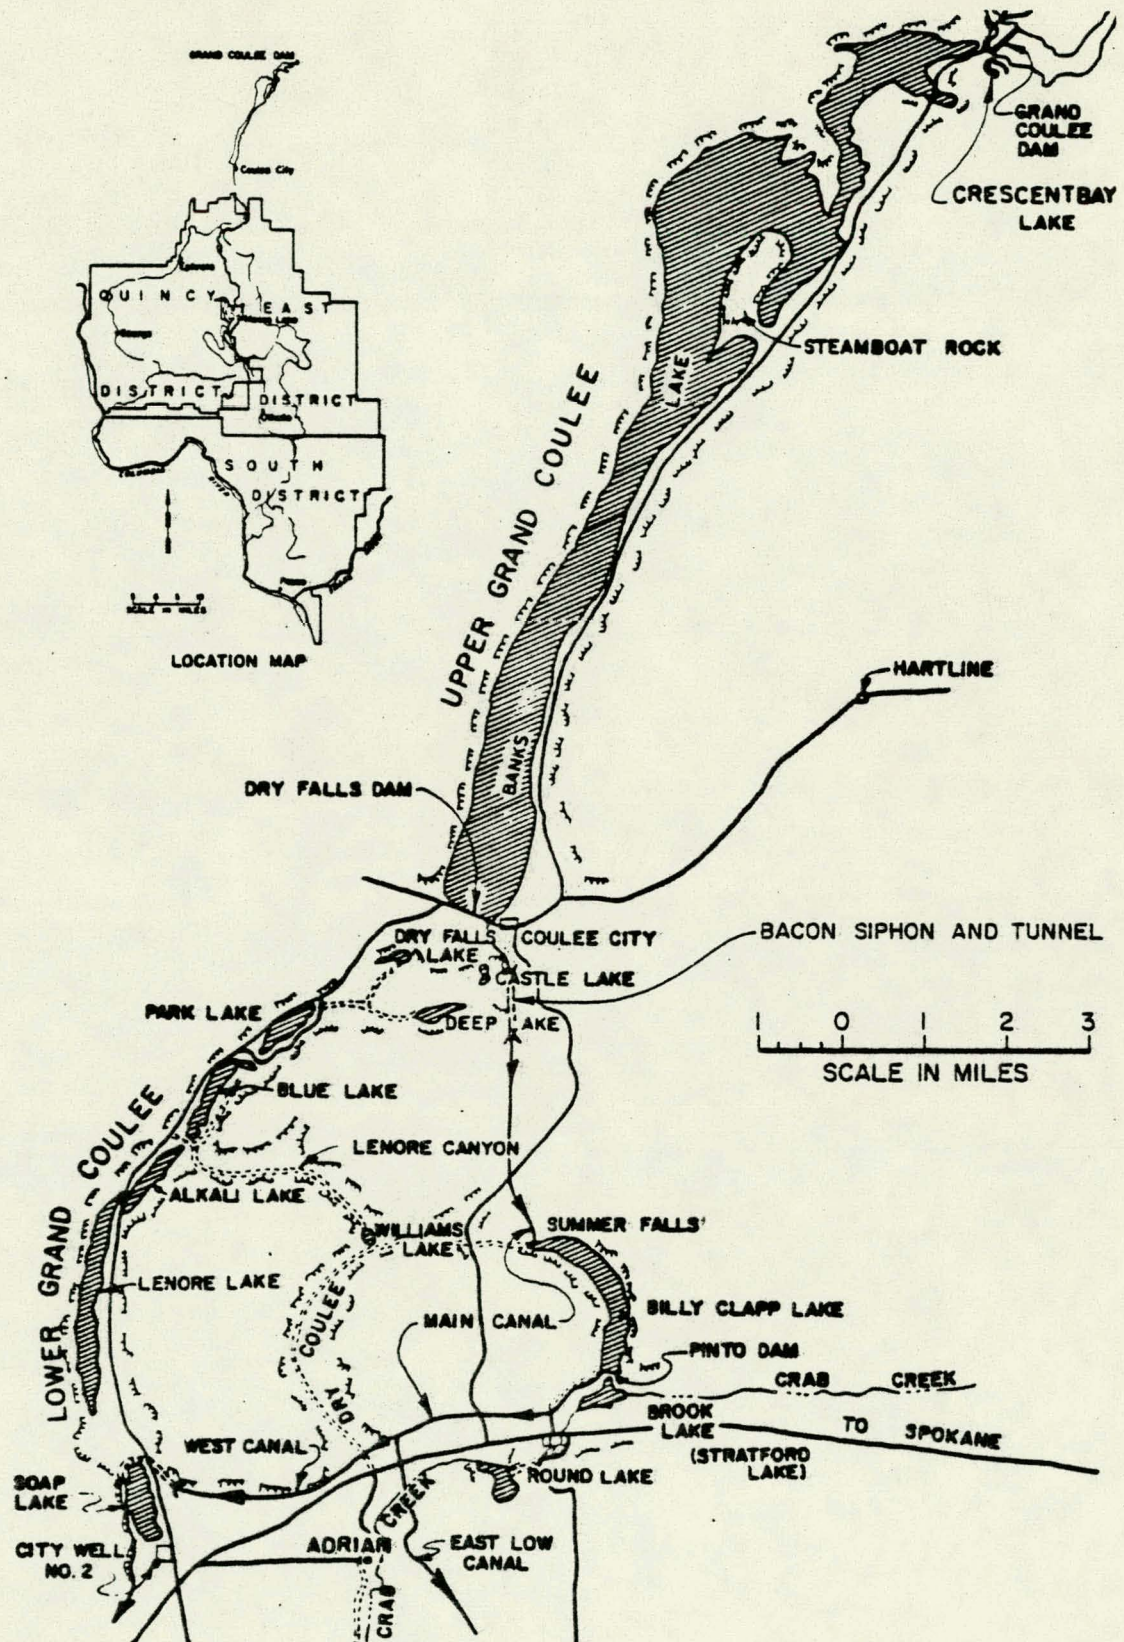 GRAND COULEE DAM
Coulee City
QUINCY
EAST
DISTRICT
DISTRICT
SOUTH
DISTRICT
SCALE IN MILES
LOCATION MAP
GRAND
COULEE
DAM
CRESCENT BAY
LAKE
STEAMBOAT ROCK
LAKE
UPPER GRAND COULEE
HARTLINE
BANKS
DRY FALLS DAM
DRY FALLS
LAKE
COULEE CITY
BACON SIPHON AND TUNNEL
CASTLE LAKE
PARK LAKE
DEEP LAKE
1 0 1 2 3
SCALE IN MILES
BLUE LAKE
LENORE CANYON
ALKALI LAKE
LOWER GRAND COULEE
WILLIAMS
LAKE
SUMMER FALLS
LENORE LAKE
DRY COULEE
MAIN CANAL
BILLY CLAPP LAKE
PINTO DAM
CRAB CREEK
BROOK
LAKE
(STRATFORD
LAKE)
TO SPOKANE
WEST CANAL
SOAP
LAKE
ROUND LAKE
CITY WELL
NO. 2
ADRIAN
CRAB CREEK
EAST LOW
CANAL